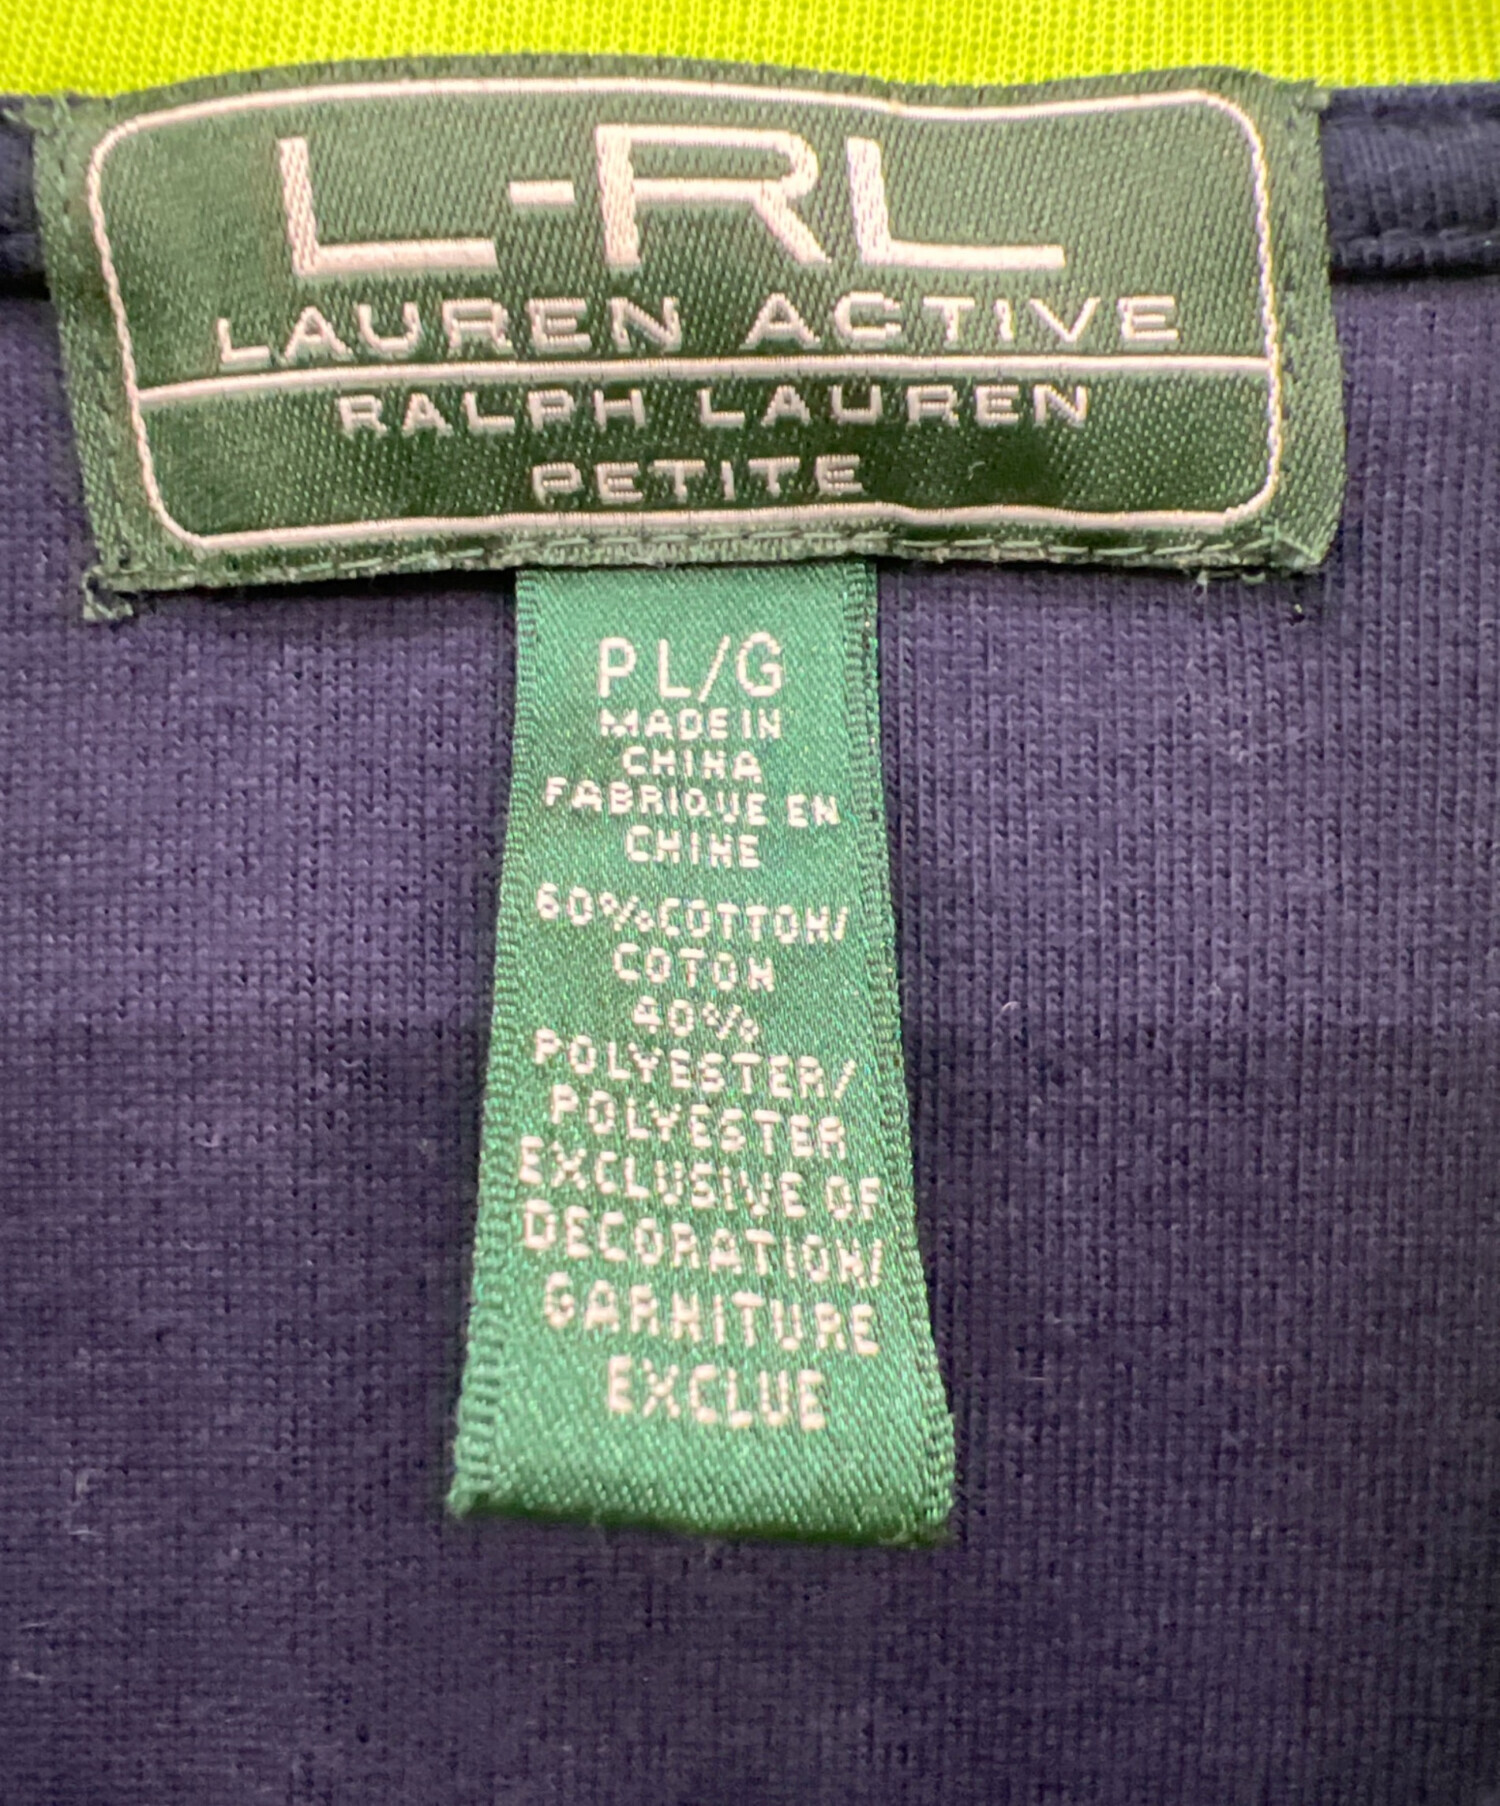 L-RL
LAUREN ACTIVE
RALPH LAUREN
PETITE
PL/G
MADE IN
CHINA
FABRIQUE EN
CHINE
60% COTTON/
COTON
40%
POLYESTER/
POLYESTER
EXCLUSIVE OF
DECORATION/
GARNITURE
EXCLUE